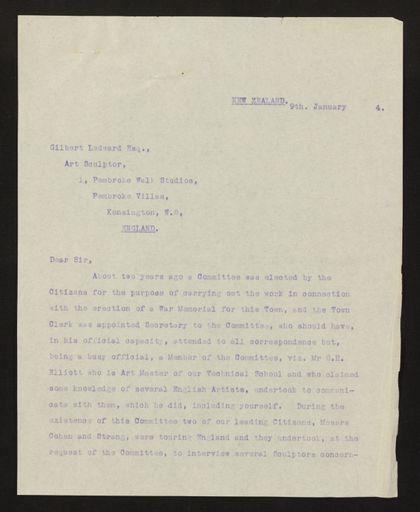 NEW ZEALAND.
9th. January 4.
Gilbert Ledward Esq.,
Art Sculptor,
1, Pembroke Walk Studios,
Pembroke Villas,
Kensington, W.8,
ENGLAND.
Dear Sir,
About two years ago a Committee was elected by the
Citizens for the purpose of carrying out the work in connection
with the erection of a War Memorial for this Town, and the Town
Clerk was appointed Secretary to the Committee, who should have,
in his official capacity, attended to all correspondence but,
being a busy official, a Member of the Committee, viz. Mr
Elliott who is Art Master of our Technical School and who claimed
some knowledge of several English Artists, undertook to communi-
cate with them, which he did, including yourself. During the
existence of this Committee two of our leading Citizens, Messrs
Cohen and Strang, were touring England and they undertook, at the
request of the Committee, to interview several Sculptors concern-